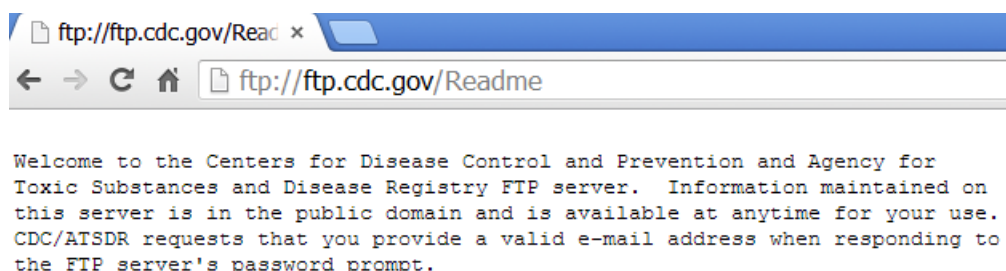 ftp://ftp.cdc.gov/Read
ftp://ftp.cdc.gov/Readme
Welcome to the Centers for Disease Control and Prevention and Agency for
Toxic Substances and Disease Registry FTP server.  Information maintained on
this server is in the public domain and is available at anytime for your use.
CDC/ATSDR requests that you provide a valid e-mail address when responding to
the FTP server's password prompt.